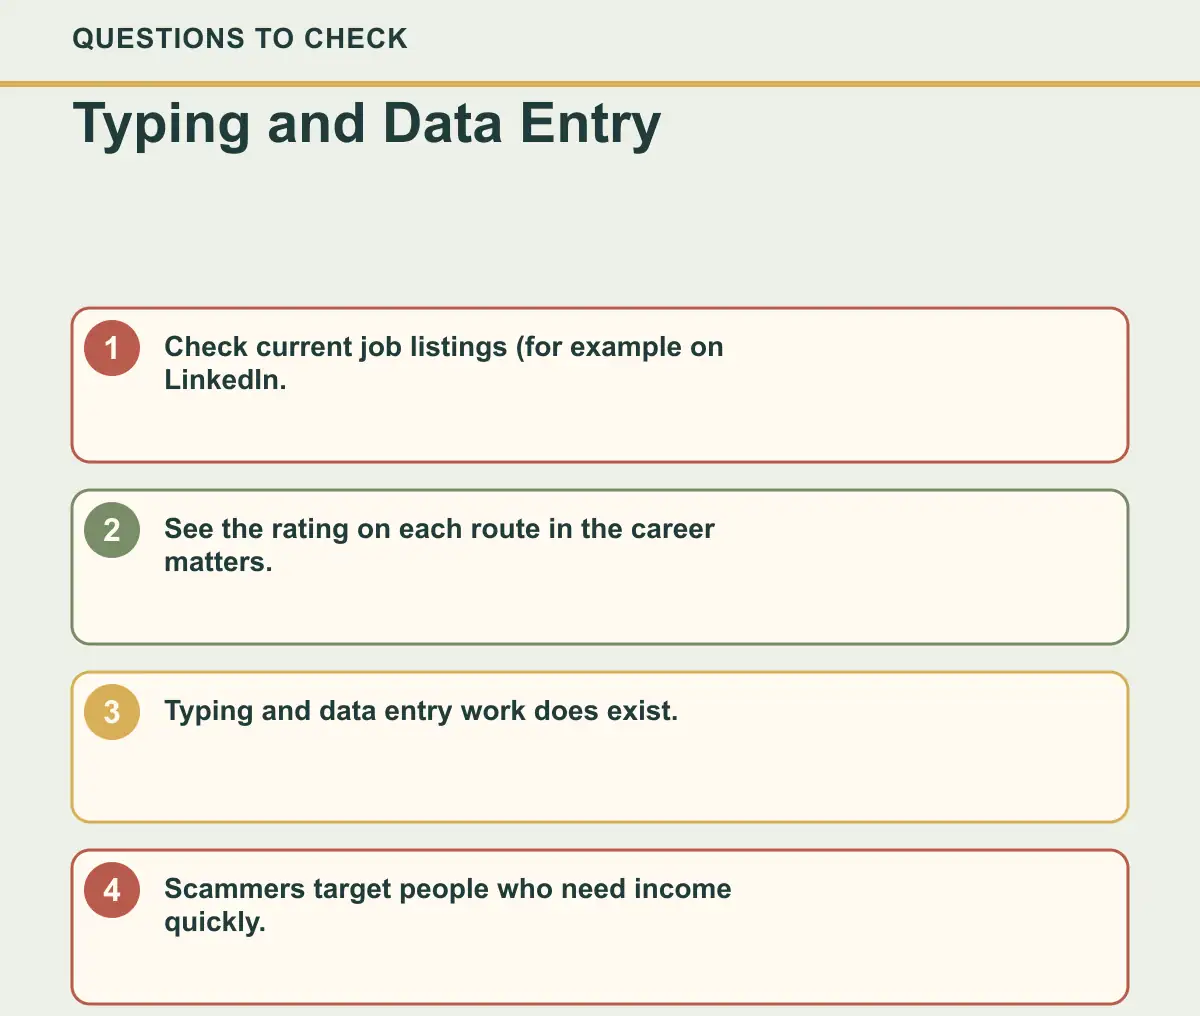 QUESTIONS TO CHECK
Typing and Data Entry
1
Check current job listings (for example on
LinkedIn.
2
See the rating on each route in the career
matters.
3
Typing and data entry work does exist.
4
Scammers target people who need income
quickly.